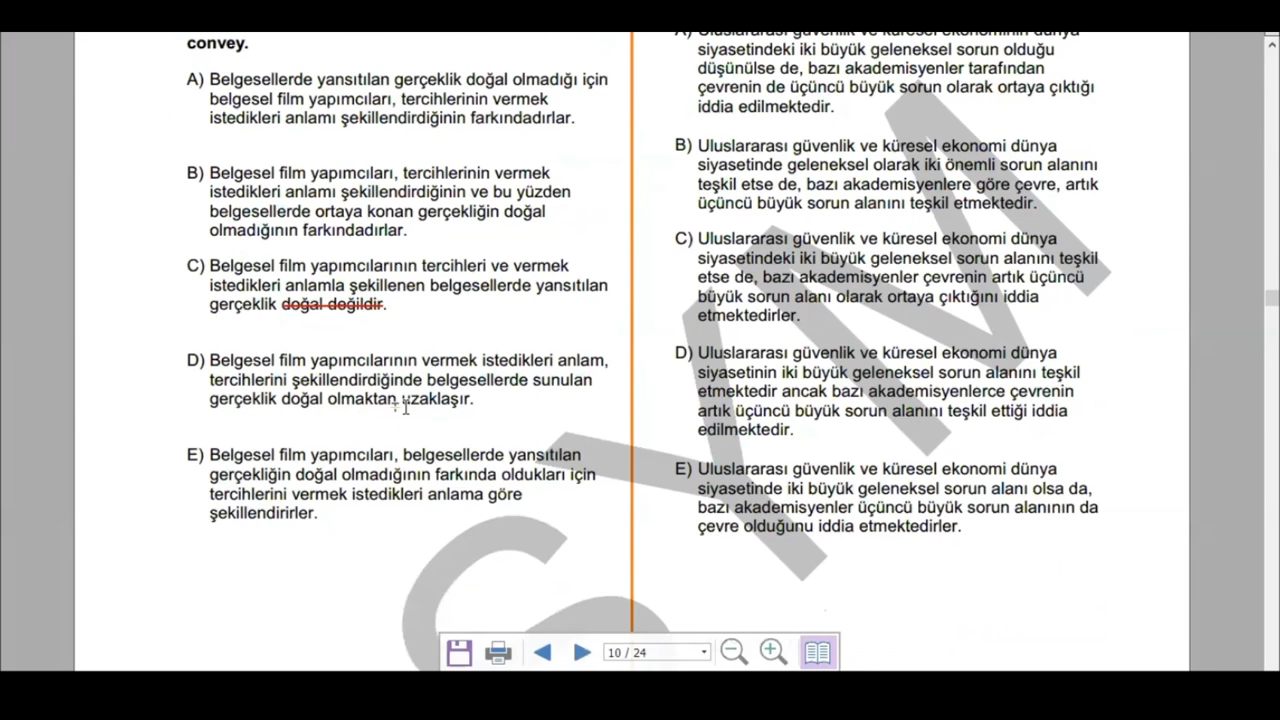 convey.
A) Belgesellerde yansıtılan gerçeklik doğal olmadığı için
belgesel film yapımcıları, tercihlerinin vermek
istedikleri anlamı şekillendirdiğinin farkındadırlar.
B) Belgesel film yapımcıları, tercihlerinin vermek
istedikleri anlamı şekillendirdiğinin ve bu yüzden
belgesellerde ortaya konan gerçekliğin doğal
olmadığının farkındadırlar.
C) Belgesel film yapımcılarının tercihleri ve vermek
istedikleri anlamla şekillenen belgesellerde yansıtılan
gerçeklik doğal değildir.
D) Belgesel film yapımcılarının vermek istedikleri anlam,
tercihlerini şekillendirdiğinde belgesellerde sunulan
gerçeklik doğal olmaktan uzaklaşır.
E) Belgesel film yapımcıları, belgesellerde yansıtılan
gerçekliğin doğal olmadığının farkında oldukları için
tercihlerini vermek istedikleri anlama göre
şekillendirirler.
A) Uluslararası güvenlik ve küresel ekonominin dünya
siyasetindeki iki büyük geleneksel sorun olduğu
düşünülse de, bazı akademisyenler tarafından
çevrenin de üçüncü büyük sorun olarak ortaya çıktığı
iddia edilmektedir.
B) Uluslararası güvenlik ve küresel ekonomi dünya
siyasetinde geleneksel olarak iki önemli sorun alanını
teşkil etse de, bazı akademisyenlere göre çevre, artık
üçüncü büyük sorun alanını teşkil etmektedir.
C) Uluslararası güvenlik ve küresel ekonomi dünya
siyasetindeki iki büyük geleneksel sorun alanını teşkil
etse de, bazı akademisyenler çevrenin artık üçüncü
büyük sorun alanı olarak ortaya çıktığını iddia
etmektedirler.
D) Uluslararası güvenlik ve küresel ekonomi dünya
siyasetinin iki büyük geleneksel sorun alanını teşkil
etmektedir ancak bazı akademisyenlerce çevrenin
artık üçüncü büyük sorun alanını teşkil ettiği iddia
edilmektedir.
E) Uluslararası güvenlik ve küresel ekonomi dünya
siyasetinde iki büyük geleneksel sorun alanı olsa da,
bazı akademisyenler üçüncü büyük sorun alanının da
çevre olduğunu iddia etmektedirler.
SYM
10 / 24